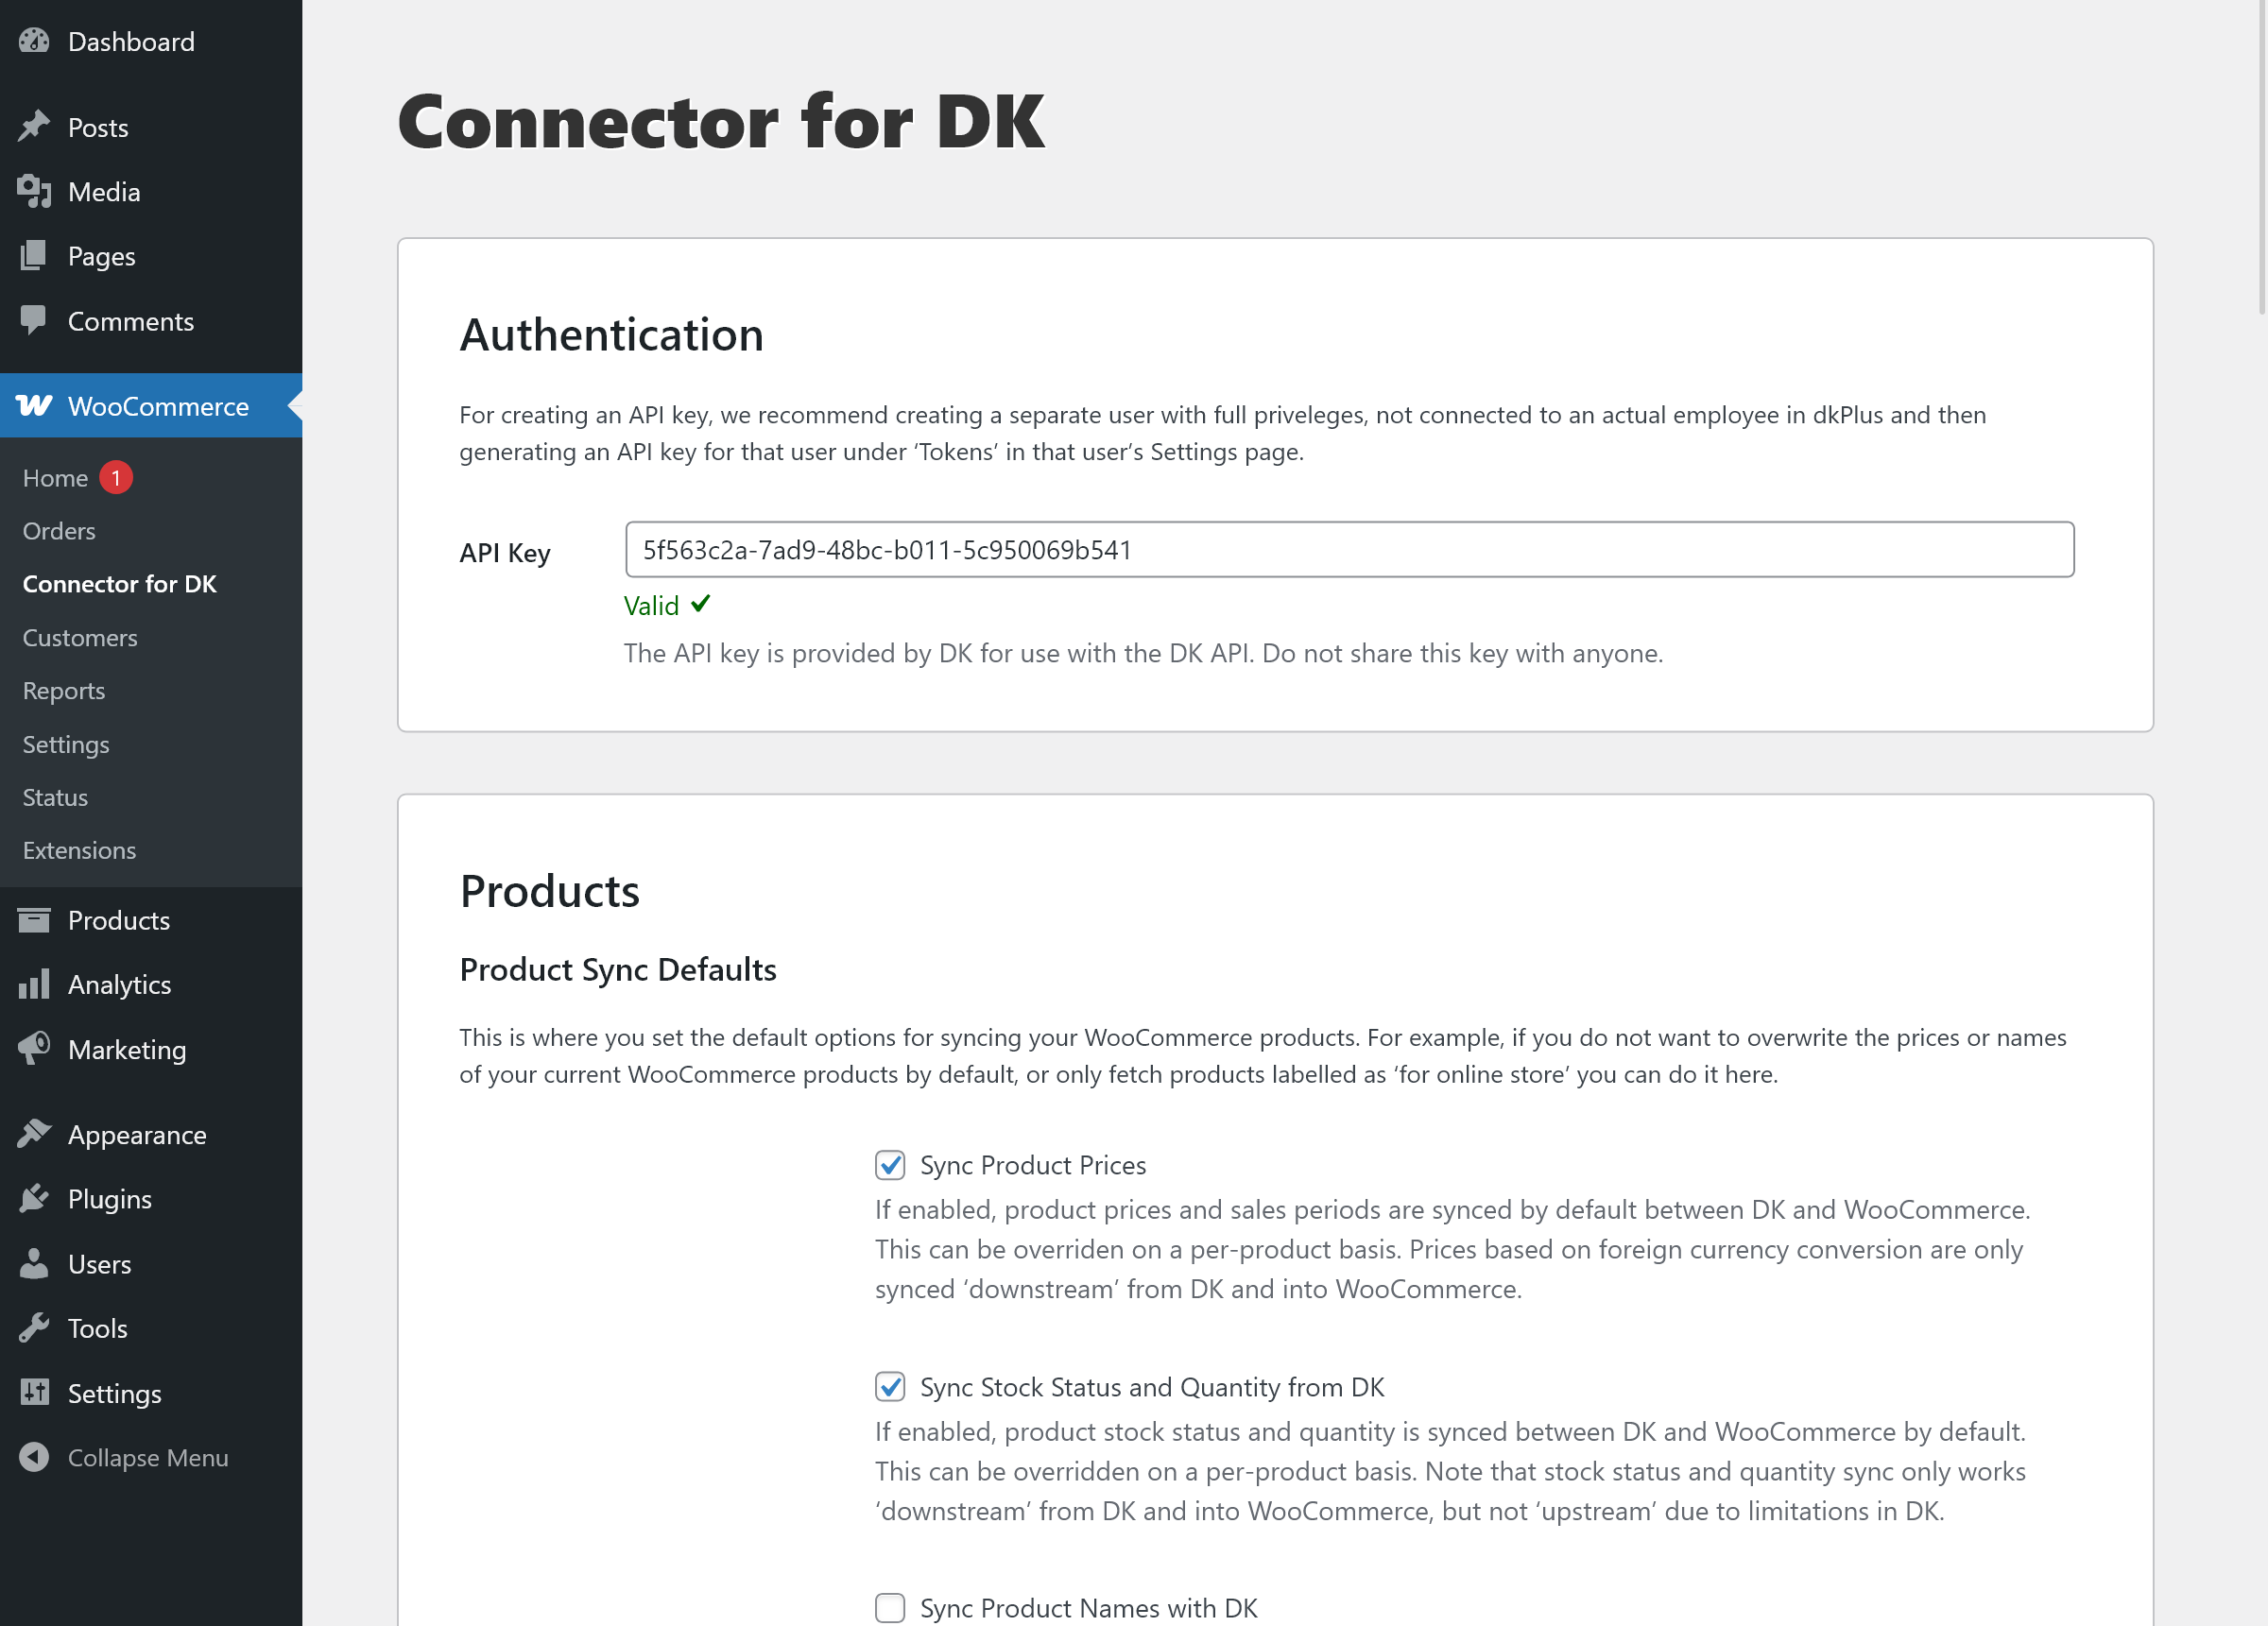 Dashboard
Posts
Media
Pages
Comments
WooCommerce
Home 1
Orders
Connector for DK
Customers
Reports
Settings
Status
Extensions
Products
Analytics
Marketing
Appearance
Plugins
Users
Tools
Settings
Collapse Menu
Connector for DK
Authentication
For creating an API key, we recommend creating a separate user with full priveleges, not connected to an actual employee in dkPlus and then
generating an API key for that user under ‘Tokens’ in that user’s Settings page.
API Key
5f563c2a-7ad9-48bc-b011-5c950069b541
Valid ✔
The API key is provided by DK for use with the DK API. Do not share this key with anyone.
Products
Product Sync Defaults
This is where you set the default options for syncing your WooCommerce products. For example, if you do not want to overwrite the prices or names
of your current WooCommerce products by default, or only fetch products labelled as ‘for online store’ you can do it here.
Sync Product Prices
If enabled, product prices and sales periods are synced by default between DK and WooCommerce.
This can be overriden on a per-product basis. Prices based on foreign currency conversion are only
synced ‘downstream’ from DK and into WooCommerce.
Sync Stock Status and Quantity from DK
If enabled, product stock status and quantity is synced between DK and WooCommerce by default.
This can be overridden on a per-product basis. Note that stock status and quantity sync only works
‘downstream’ from DK and into WooCommerce, but not ‘upstream’ due to limitations in DK.
Sync Product Names with DK